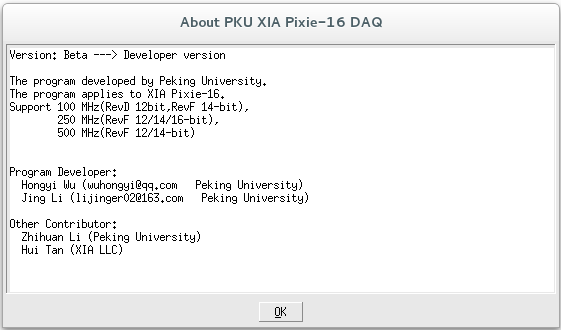 About PKU XIA Pixie-16 DAQ
Version: Beta ---> Developer version
The program developed by Peking University.
The program applies to XIA Pixie-16.
Support 100 MHz(RevD 12bit,RevF 14-bit),
250 MHz(RevF 12/14/16-bit),
500 MHz(RevF 12/14-bit)
Program Developer:
Hongyi Wu (wuhongyi@qq.com Peking University)
Jing Li (lijinger02@163.com Peking University)
Other Contributor:
Zhihuan Li (Peking University)
Hui Tan (XIA LLC)
OK